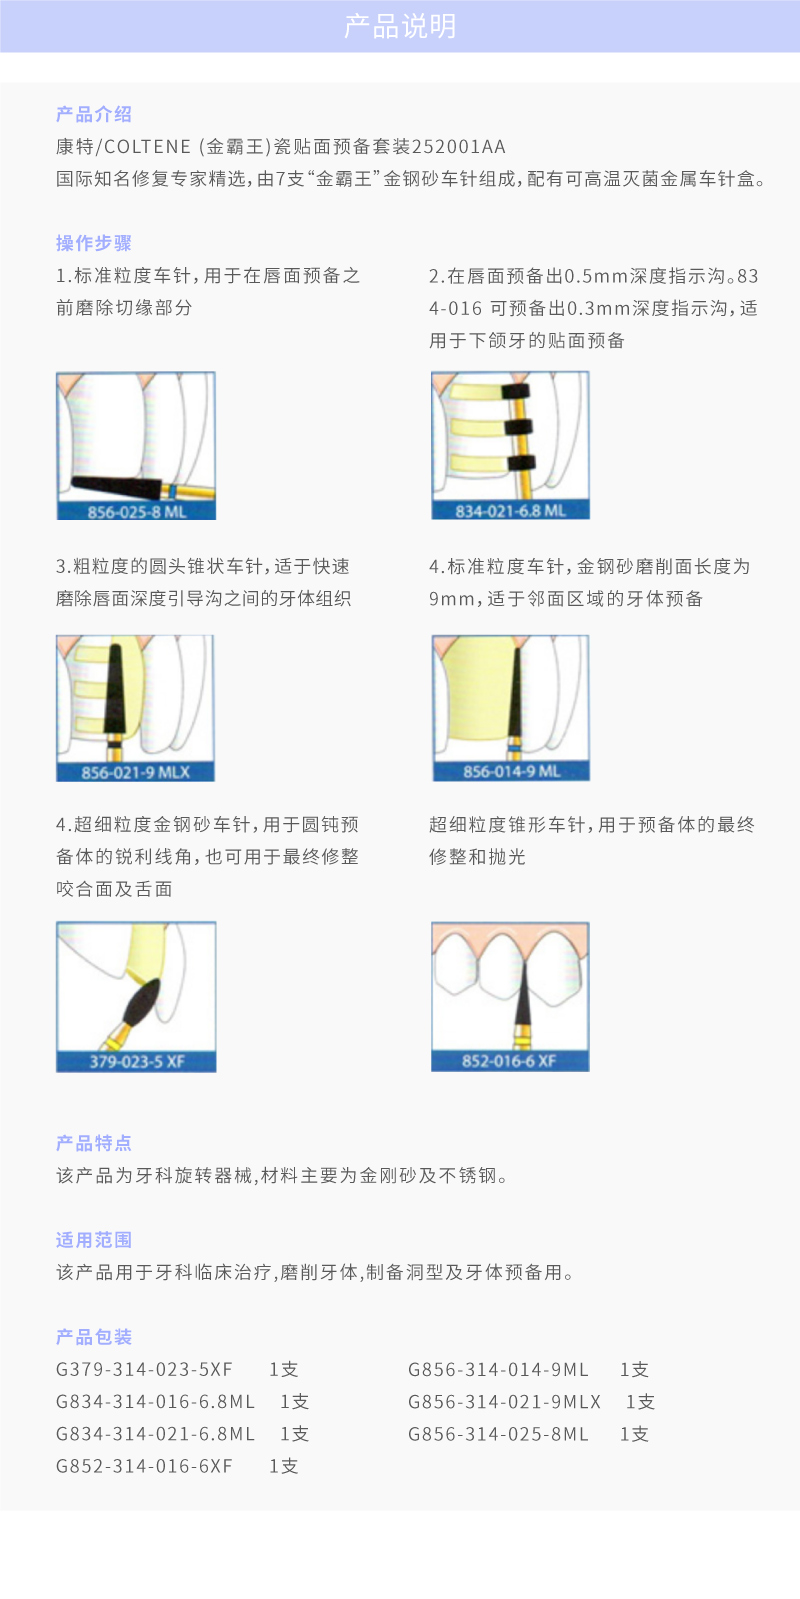 产品说明
产品介绍
康特/COLTENE (金霸王)瓷贴面预备套装252001AA
国际知名修复专家精选，由7支“金霸王”金钢砂车针组成，配有可高温灭菌金属车针盒。
操作步骤
1.标准粒度车针，用于在唇面预备之
前磨除切缘部分
2.在唇面预备出0.5mm深度指示沟。83
4-016 可预备出0.3mm深度指示沟，适
用于下颌牙的贴面预备
856-025-8 ML
834-021-6.8 ML
3.粗粒度的圆头锥状车针，适于快速
磨除唇面深度引导沟之间的牙体组织
4.标准粒度车针，金钢砂磨削面长度为
9mm，适于邻面区域的牙体预备
856-021-9 MLX
856-014-9 ML
4.超细粒度金钢砂车针，用于圆钝预
备体的锐利线角，也可用于最终修整
咬合面及舌面
超细粒度锥形车针，用于预备体的最终
修整和抛光
379-023-5 XF
852-016-6 XF
产品特点
该产品为牙科旋转器械,材料主要为金刚砂及不锈钢。
适用范围
该产品用于牙科临床治疗,磨削牙体,制备洞型及牙体预备用。
产品包装
G379-314-023-5XF 1支
G834-314-016-6.8ML 1支
G834-314-021-6.8ML 1支
G852-314-016-6XF 1支
G856-314-014-9ML 1支
G856-314-021-9MLX 1支
G856-314-025-8ML 1支